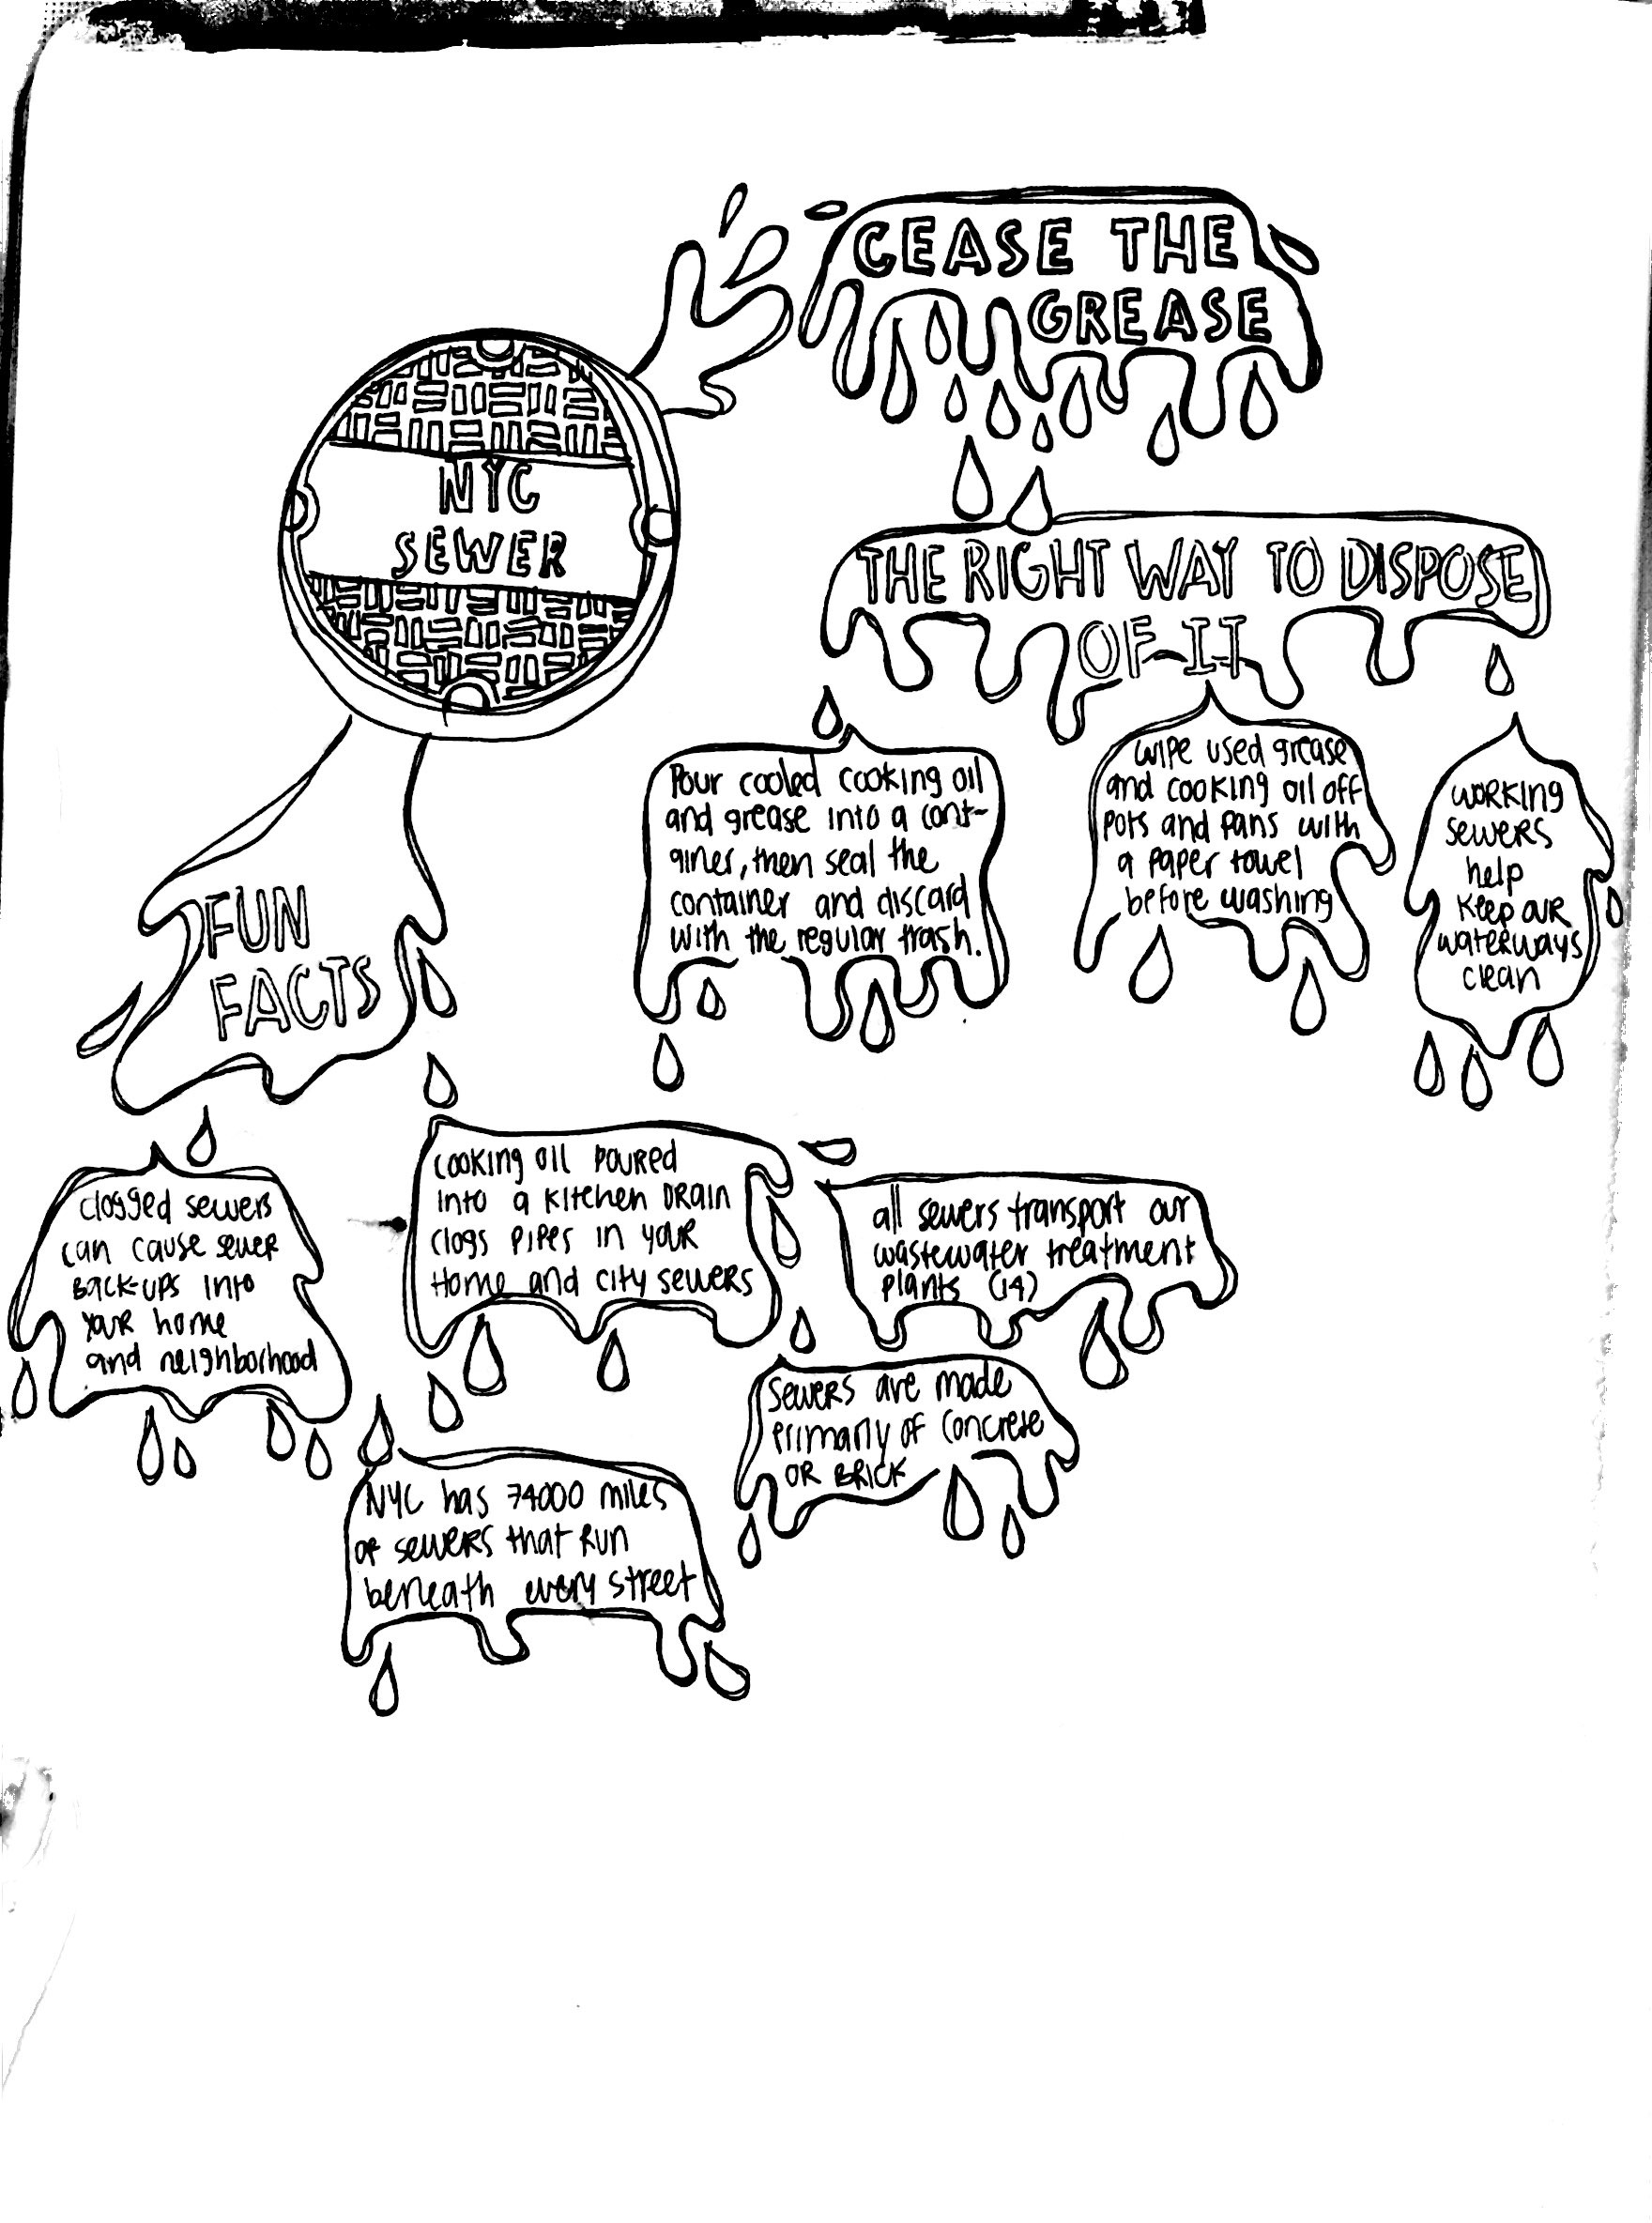 CEASE THE
GREASE
NYC
SEWER
THE RIGHT WAY TO DISPOSE
OF IT
Pour cooled cooking oil
and grease into a cont-
ainer, then seal the
container and discard
with the regular trash.
wipe used grease
and cooking oil off
pots and pans with
a paper towel
before washing
working
sewers
help
keep our
waterways
clean
FUN
FACTS
clogged sewers
can cause sewer
back-ups into
your home
and neighborhood
cooking oil poured
into a kitchen drain
clogs pipes in your
home and city sewers
all sewers transport our
wastewater treatment
plants (14)
sewers are made
primarily of concrete
or brick
NYC has 74000 miles
of sewers that run
beneath every street